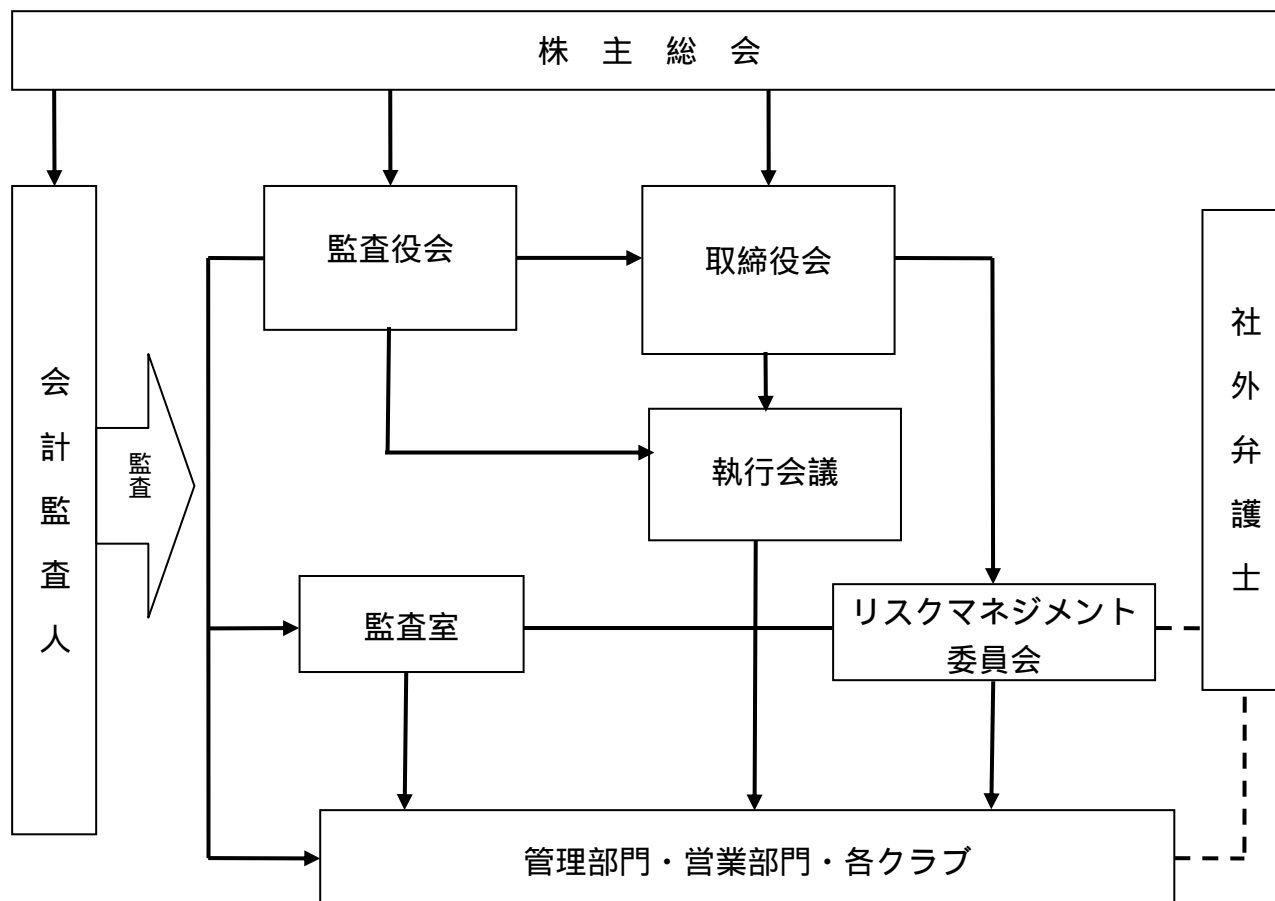 株 主 総 会
監査役会
取締役会
社外弁護士
会計監査人
監査
執行会議
監査室
リスクマネジメント
委員会
管理部門・営業部門・各クラブ